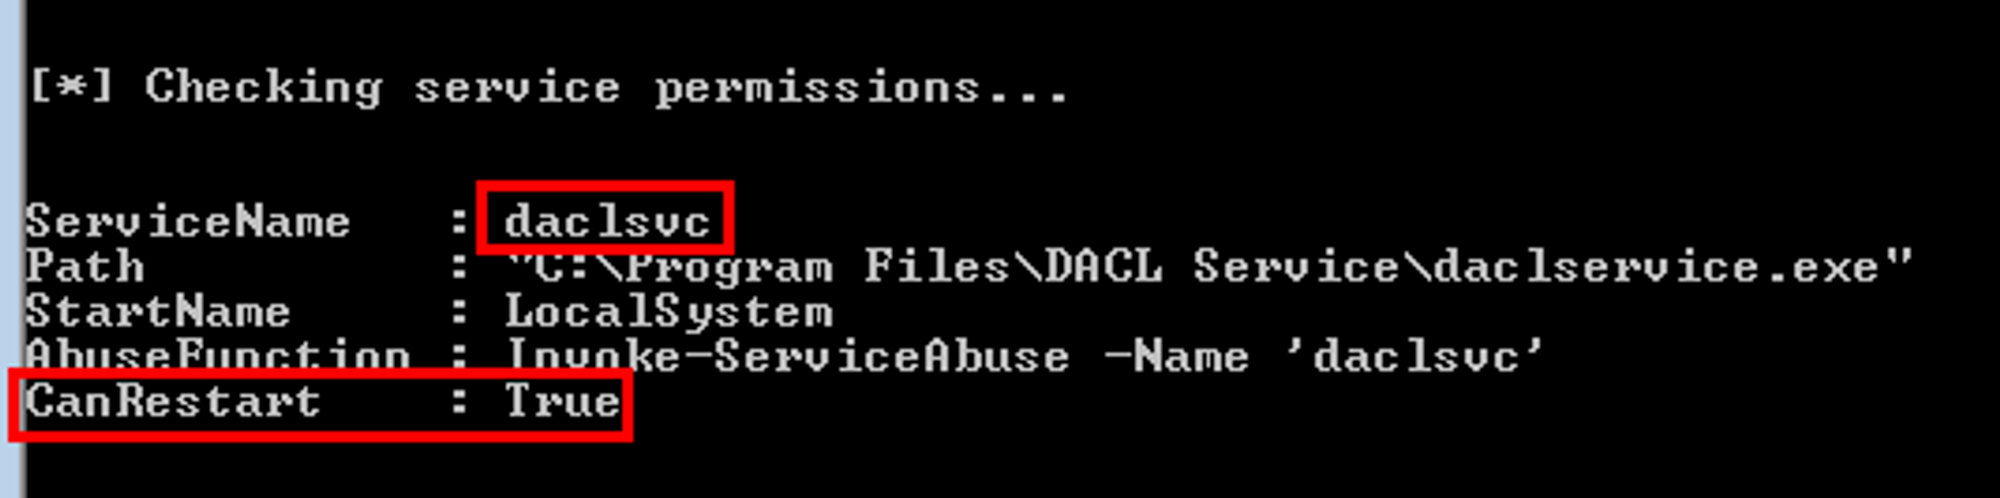 [*] Checking service permissions...
ServiceName   : daclsvc
Path          : "C:\Program Files\DACL Service\daclservice.exe"
StartName     : LocalSystem
AbuseFunction : Invoke-ServiceAbuse -Name 'daclsvc'
CanRestart    : True